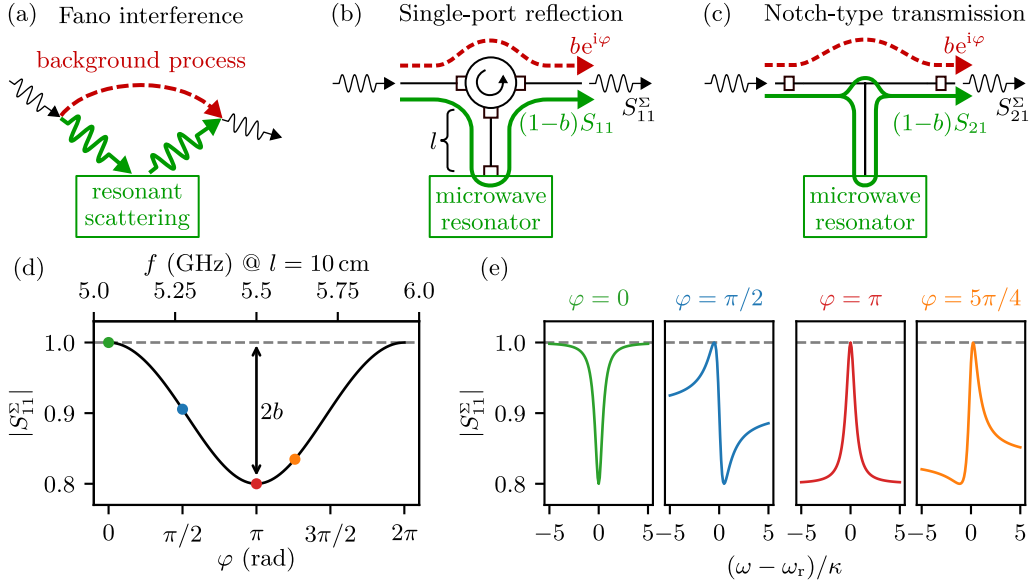 (a) Fano interference
background process
resonant
scattering
(b) Single-port reflection
be^{iφ}
S_{11}^Σ
(1−b)S_{11}
l
microwave
resonator
(c) Notch-type transmission
be^{iφ}
S_{21}^Σ
(1−b)S_{21}
microwave
resonator
(d)
f (GHz) @ l = 10 cm
5.0 5.25 5.5 5.75 6.0
|S_{11}^Σ|
1.0
0.9
0.8
2b
0 π/2 π 3π/2 2π
φ (rad)
(e)
φ = 0 φ = π/2 φ = π φ = 5π/4
|S_{11}^Σ|
1.0
0.9
0.8
−5 0 5 −5 0 5 −5 0 5 −5 0 5
(ω − ω_r)/κ